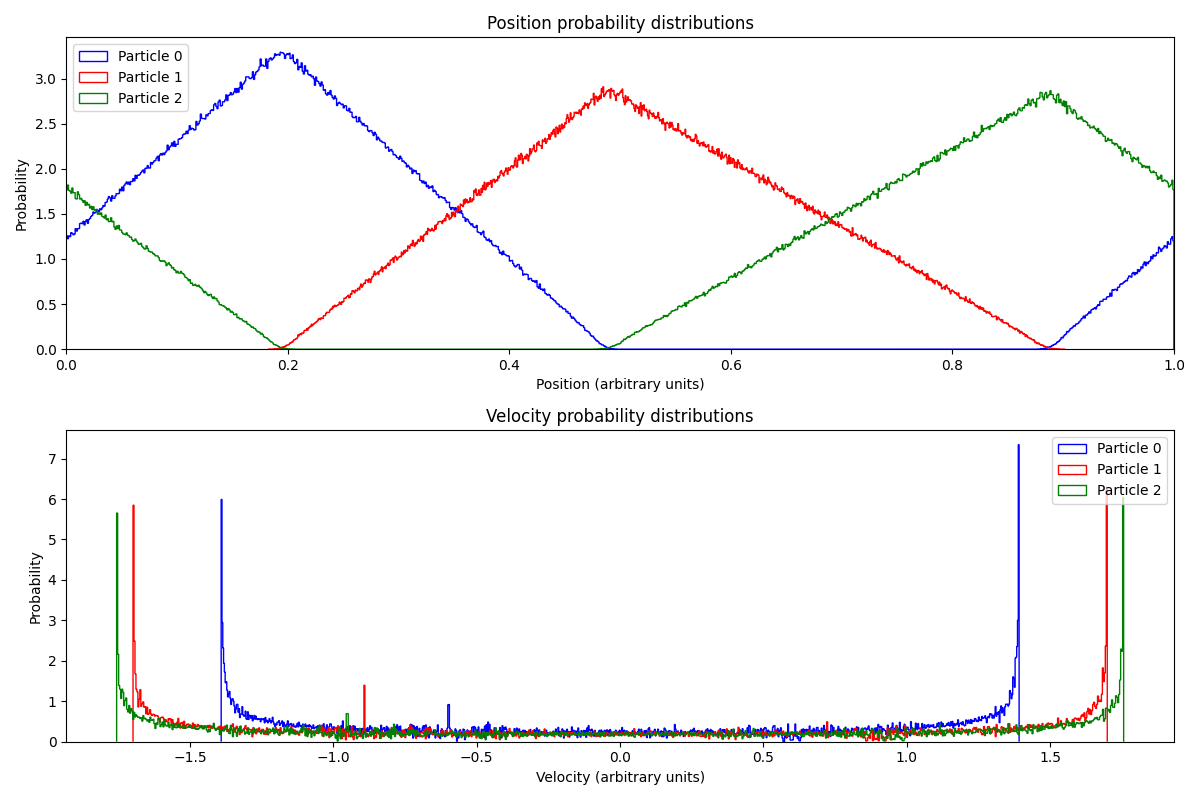 Position probability distributions
Particle 0
Particle 1
Particle 2
Probability
3.0
2.5
2.0
1.5
1.0
0.5
0.0
0.0 0.2 0.4 0.6 0.8 1.0
Position (arbitrary units)
Velocity probability distributions
Particle 0
Particle 1
Particle 2
Probability
7
6
5
4
3
2
1
0
−1.5 −1.0 −0.5 0.0 0.5 1.0 1.5
Velocity (arbitrary units)